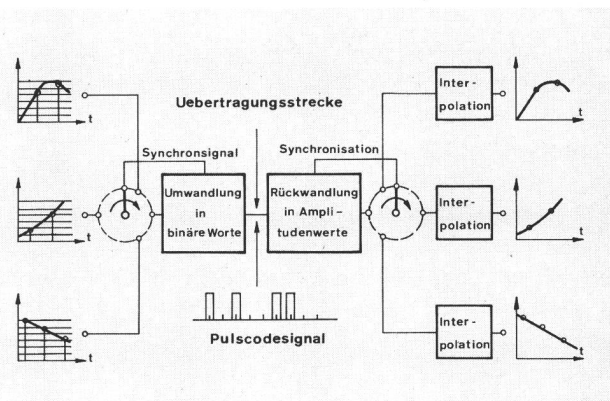 Inter-
polation
t
t
Uebertragungsstrecke
Synchronsignal
Synchronisation
Umwandlung
in
binäre Worte
Rückwandlung
in Ampli-
tudenwerte
Inter-
polation
t
t
Pulscodesignal
Inter-
polation
t
t